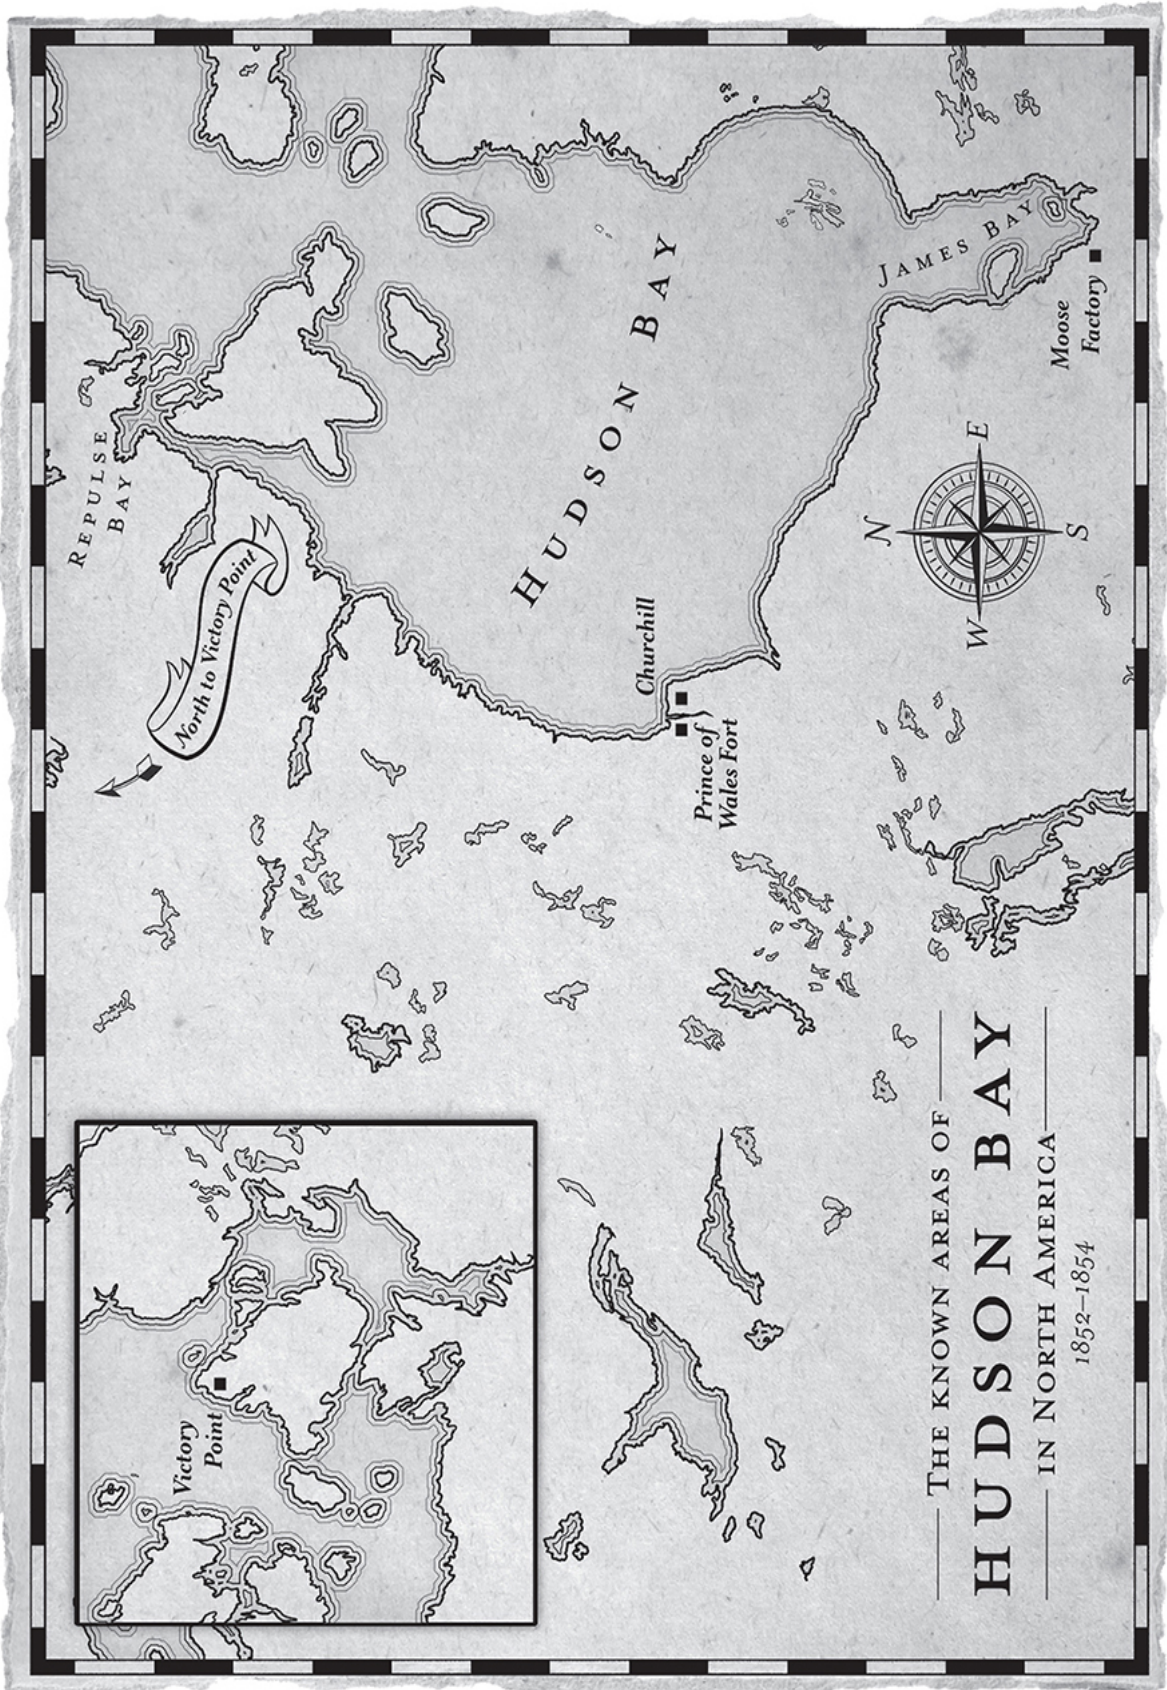 THE KNOWN AREAS OF
HUDSON BAY
IN NORTH AMERICA
1852–1854
Victory
Point
North to Victory Point
REPULSE
BAY
HUDSON BAY
Churchill
Prince of
Wales Fort
JAMES BAY
Moose
Factory
N
E
S
W